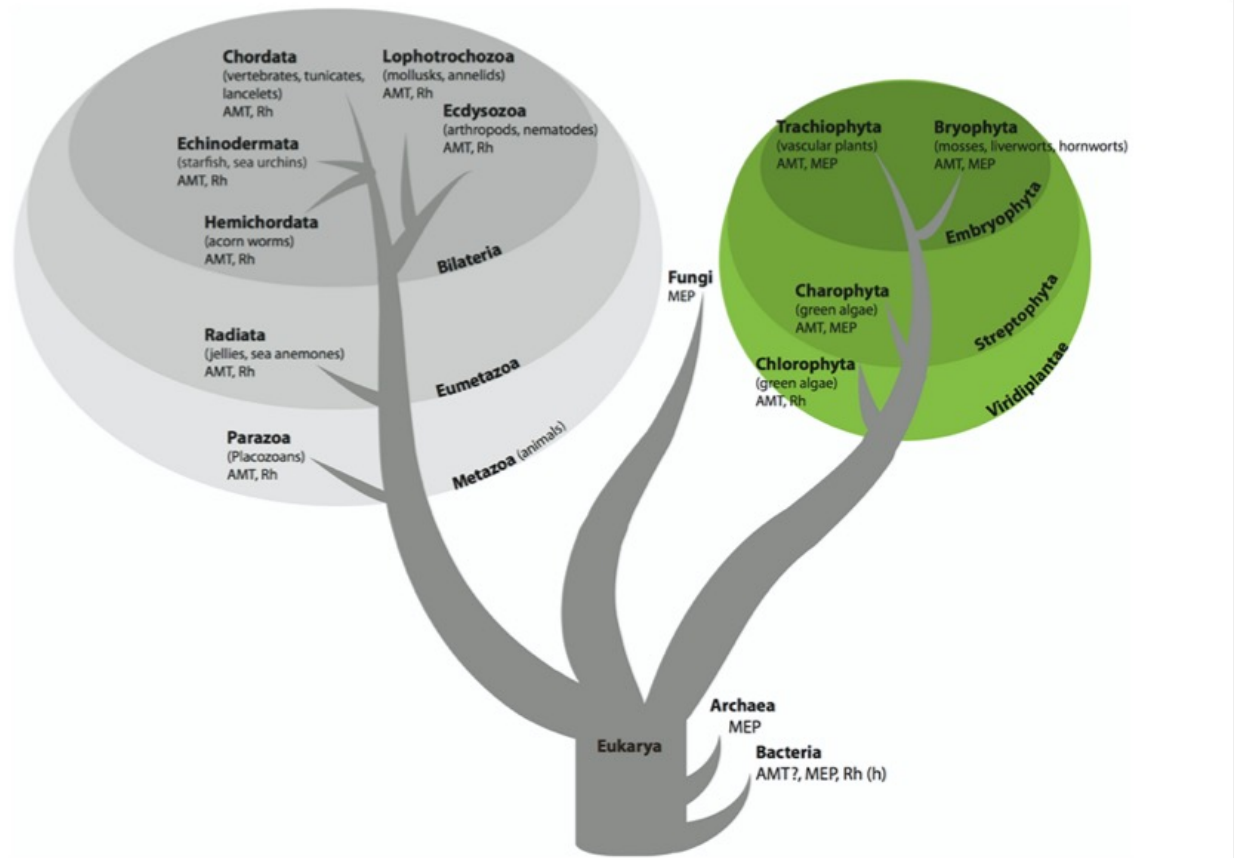 Chordata
(vertebrates, tunicates,
lancelets)
AMT, Rh
Lophotrochozoa
(mollusks, annelids)
AMT, Rh
Ecdysozoa
(arthropods, nematodes)
AMT, Rh
Echinodermata
(starfish, sea urchins)
AMT, Rh
Hemichordata
(acorn worms)
AMT, Rh
Bilateria
Radiata
(jellies, sea anemones)
AMT, Rh
Eumetazoa
Parazoa
(Placozoans)
AMT, Rh
Metazoa (animals)
Fungi
MEP
Trachiophyta
(vascular plants)
AMT, MEP
Bryophyta
(mosses, liverworts, hornworts)
AMT, MEP
Embryophyta
Charophyta
(green algae)
AMT, MEP
Streptophyta
Chlorophyta
(green algae)
AMT, Rh
Viridiplantae
Eukarya
Archaea
MEP
Bacteria
AMT?, MEP, Rh (h)